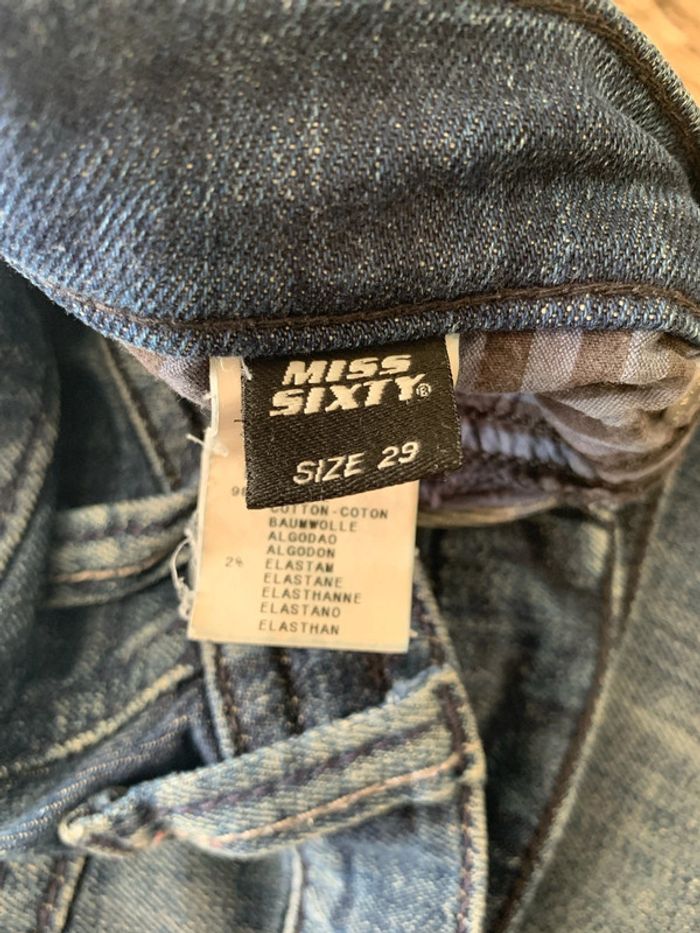 MISS
SIXTY®
SIZE 29
COTTON-COTON
BAUMWOLLE
ALGODAO
ALGODON
2% ELASTAM
ELASTANE
ELASTHANNE
ELASTANO
ELASTHAN